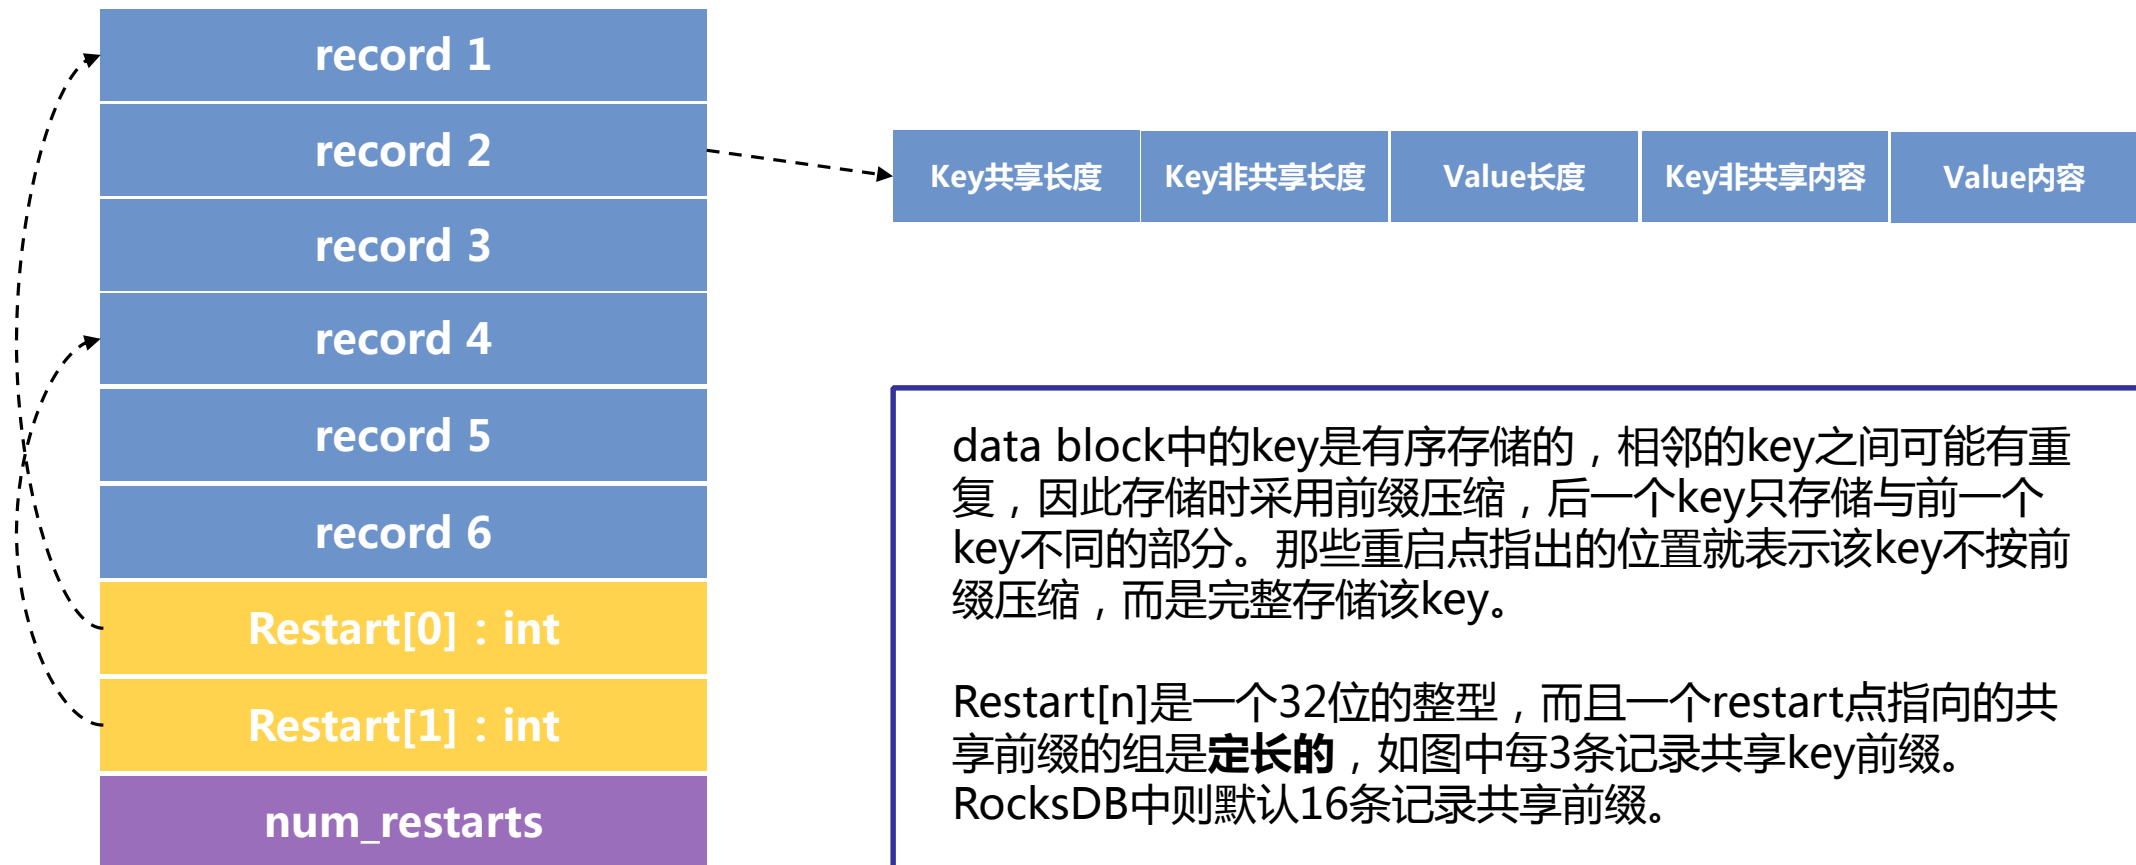 record 1
record 2
record 3
record 4
record 5
record 6
Restart[0]：int
Restart[1]：int
num_restarts
Key共享长度
Key非共享长度
Value长度
Key非共享内容
Value内容
data block中的key是有序存储的，相邻的key之间可能有重
复，因此存储时采用前缀压缩，后一个key只存储与前一个
key不同的部分。那些重启点指出的位置就表示该key不按前
缀压缩，而是完整存储该key。
Restart[n]是一个32位的整型，而且一个restart点指向的共
享前缀的组是定长的，如图中每3条记录共享key前缀。
RocksDB中则默认16条记录共享前缀。